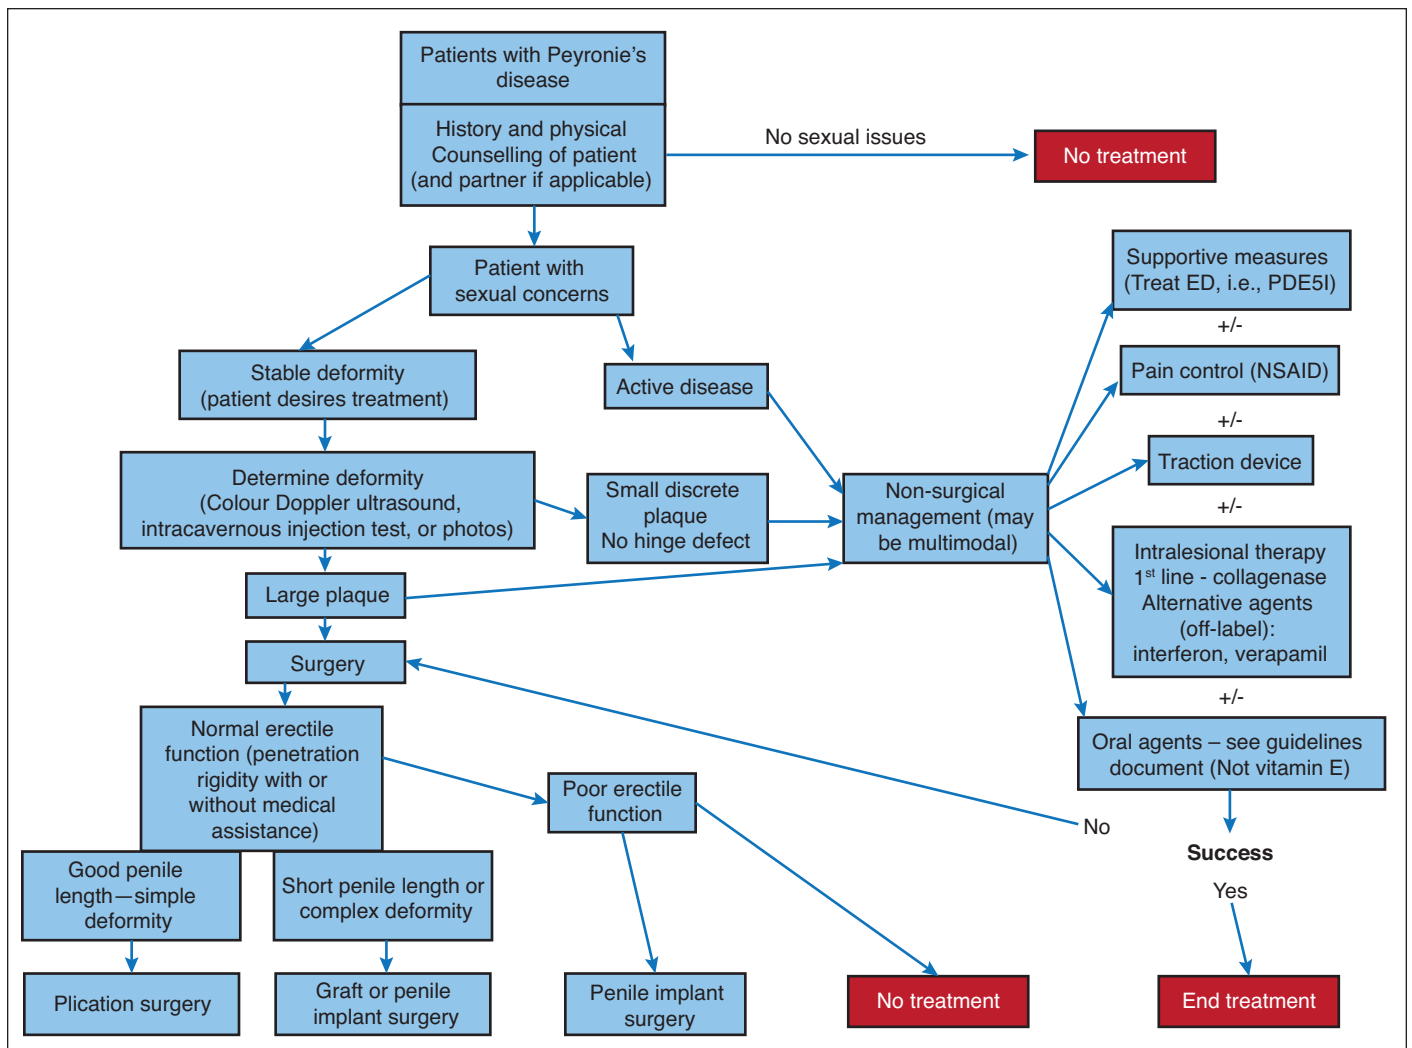 Patients with Peyronie’s
disease
History and physical
Counselling of patient
(and partner if applicable)
No sexual issues
No treatment
Patient with
sexual concerns
Supportive measures
(Treat ED, i.e., PDE5I)
+/-
Stable deformity
(patient desires treatment)
Active disease
Pain control (NSAID)
+/-
Traction device
+/-
Determine deformity
(Colour Doppler ultrasound,
intracavernous injection test, or photos)
Small discrete
plaque
No hinge defect
Non-surgical
management (may
be multimodal)
Intralesional therapy
1st line - collagenase
Alternative agents
(off-label):
interferon, verapamil
+/-
Large plaque
Surgery
Oral agents – see guidelines
document (Not vitamin E)
Normal erectile
function (penetration
rigidity with or
without medical
assistance)
Poor erectile
function
No
Success
Yes
Good penile
length—simple
deformity
Short penile length or
complex deformity
Plication surgery
Graft or penile
implant surgery
Penile implant
surgery
No treatment
End treatment